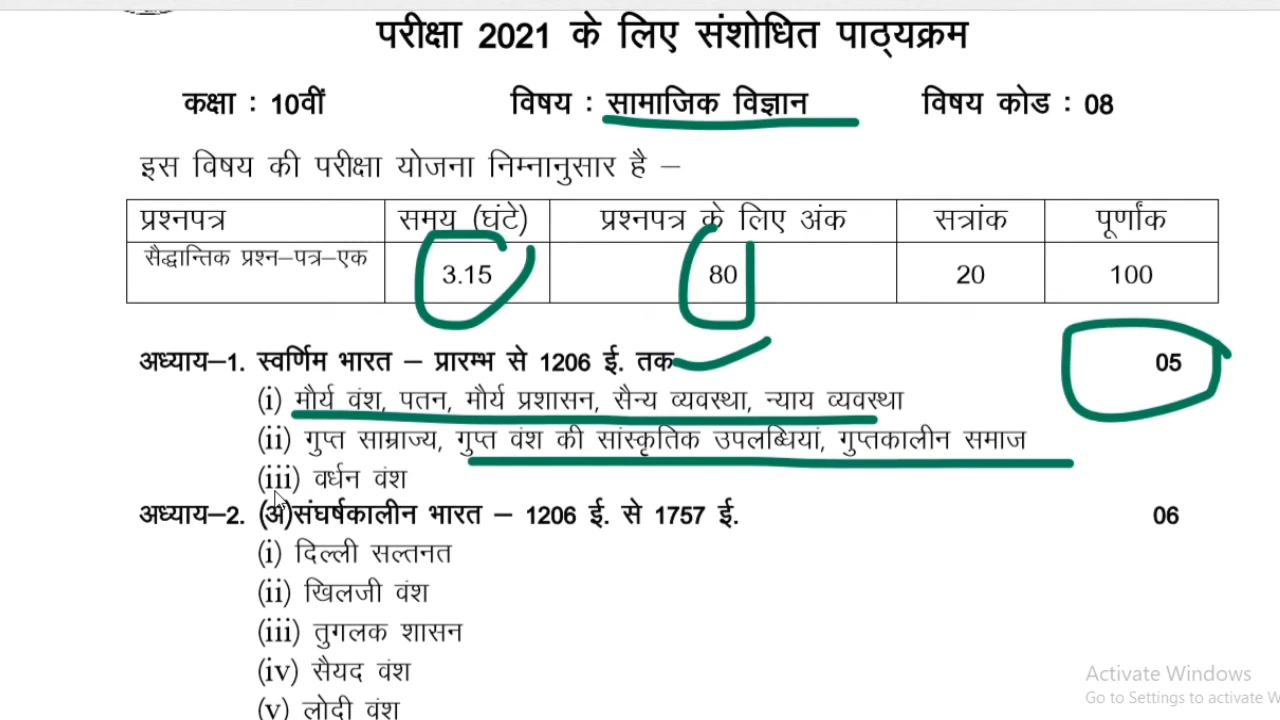 परीक्षा 2021 के लिए संशोधित पाठ्यक्रम
कक्षा : 10वीं विषय : सामाजिक विज्ञान विषय कोड : 08
इस विषय की परीक्षा योजना निम्नानुसार है –
प्रश्नपत्र समय (घंटे) प्रश्नपत्र के लिए अंक सत्रांक पूर्णांक
सैद्धान्तिक प्रश्न–पत्र–एक 3.15 80 20 100
अध्याय–1. स्वर्णिम भारत – प्रारम्भ से 1206 ई. तक 05
(i) मौर्य वंश, पतन, मौर्य प्रशासन, सैन्य व्यवस्था, न्याय व्यवस्था
(ii) गुप्त साम्राज्य, गुप्त वंश की सांस्कृतिक उपलब्धियां, गुप्तकालीन समाज
(iii) वर्धन वंश
अध्याय–2. (अ)संघर्षकालीन भारत – 1206 ई. से 1757 ई. 06
(i) दिल्ली सल्तनत
(ii) खिलजी वंश
(iii) तुगलक शासन
(iv) सैयद वंश
(v) लोदी वंश
Activate Windows
Go to Settings to activate W